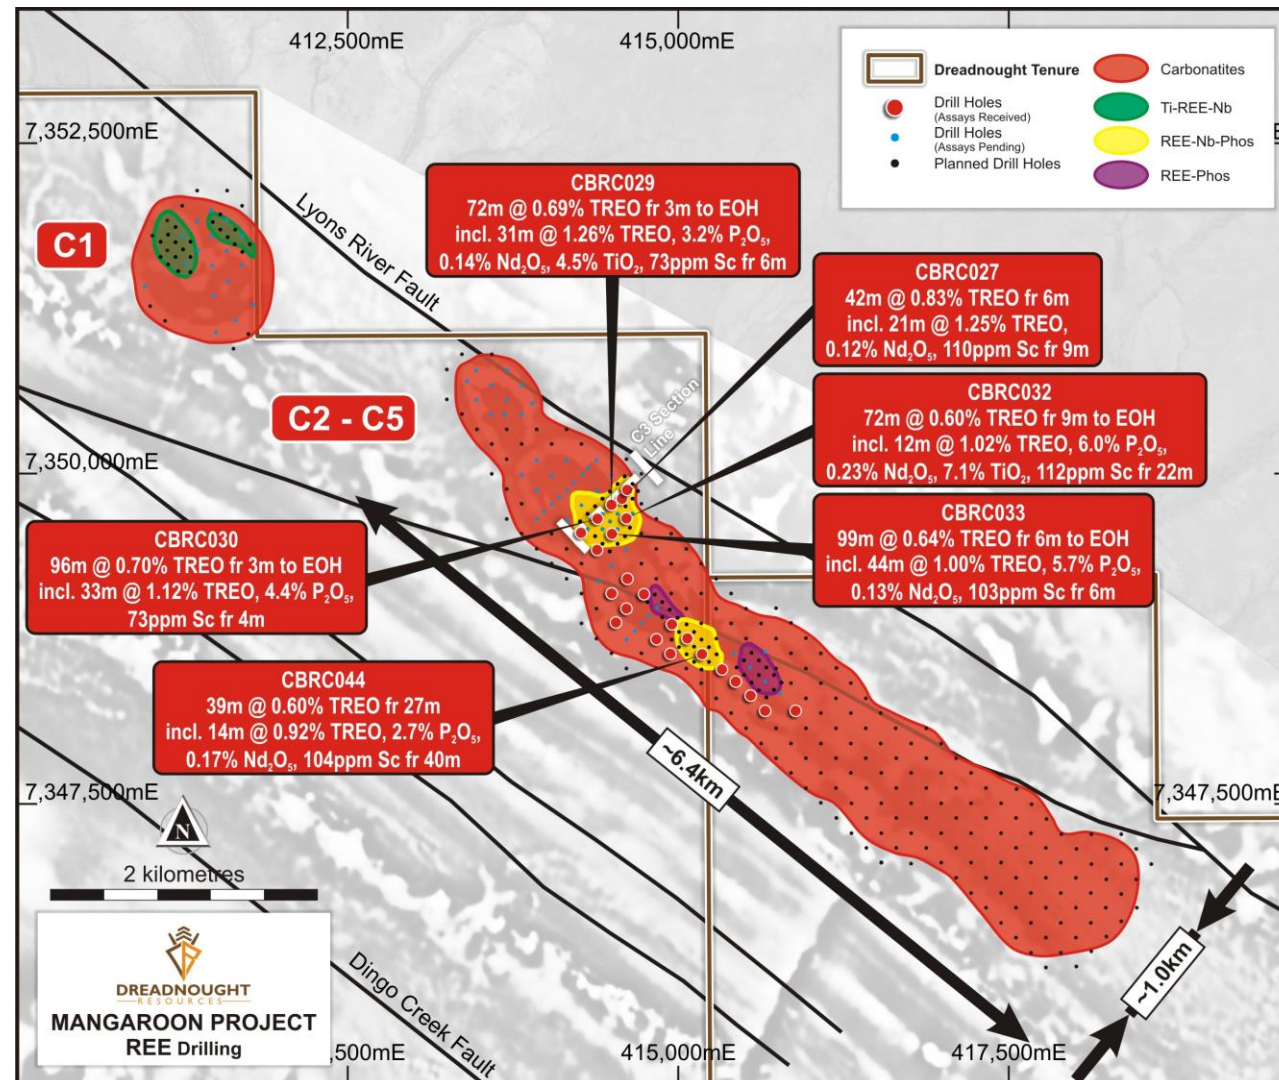 412,500mE
415,000mE
7,352,500mE
Dreadnought Tenure
Drill Holes
(Assays Received)
Drill Holes
(Assays Pending)
Planned Drill Holes
Carbonatites
Ti-REE-Nb
REE-Nb-Phos
REE-Phos
C1
Lyons River Fault
CBRC029
72m @ 0.69% TREO fr 3m to EOH
incl. 31m @ 1.26% TREO, 3.2% P₂O₅,
0.14% Nd₂O₅, 4.5% TiO₂, 73ppm Sc fr 6m
CBRC027
42m @ 0.83% TREO fr 6m
incl. 21m @ 1.25% TREO,
0.12% Nd₂O₅, 110ppm Sc fr 9m
C2 - C5
C3 Section
Line
CBRC032
72m @ 0.60% TREO fr 9m to EOH
incl. 12m @ 1.02% TREO, 6.0% P₂O₅,
0.23% Nd₂O₅, 7.1% TiO₂, 112ppm Sc fr 22m
7,350,000mE
CBRC033
99m @ 0.64% TREO fr 6m to EOH
incl. 44m @ 1.00% TREO, 5.7% P₂O₅,
0.13% Nd₂O₅, 103ppm Sc fr 6m
CBRC030
96m @ 0.70% TREO fr 3m to EOH
incl. 33m @ 1.12% TREO, 4.4% P₂O₅,
73ppm Sc fr 4m
CBRC044
39m @ 0.60% TREO fr 27m
incl. 14m @ 0.92% TREO, 2.7% P₂O₅,
0.17% Nd₂O₅, 104ppm Sc fr 40m
~6.4km
7,347,500mE
7,347,500mE
N
2 kilometres
~1.0km
DREADNOUGHT
RESOURCES
MANGAROON PROJECT
REE Drilling
Dingo Creek Fault
,500mE
415,000mE
417,500mE